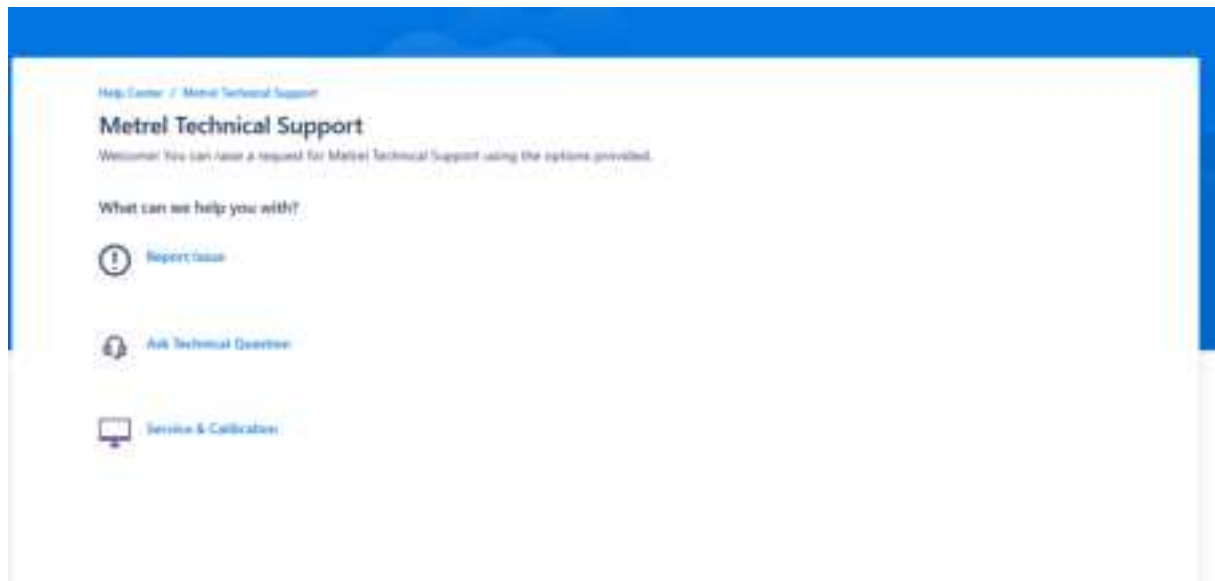 Help Center / Metrel Technical Support
Metrel Technical Support
Welcome! You can raise a request for Metrel Technical Support using the options provided.
What can we help you with?
Report Issue
Ask Technical Question
Service & Calibration